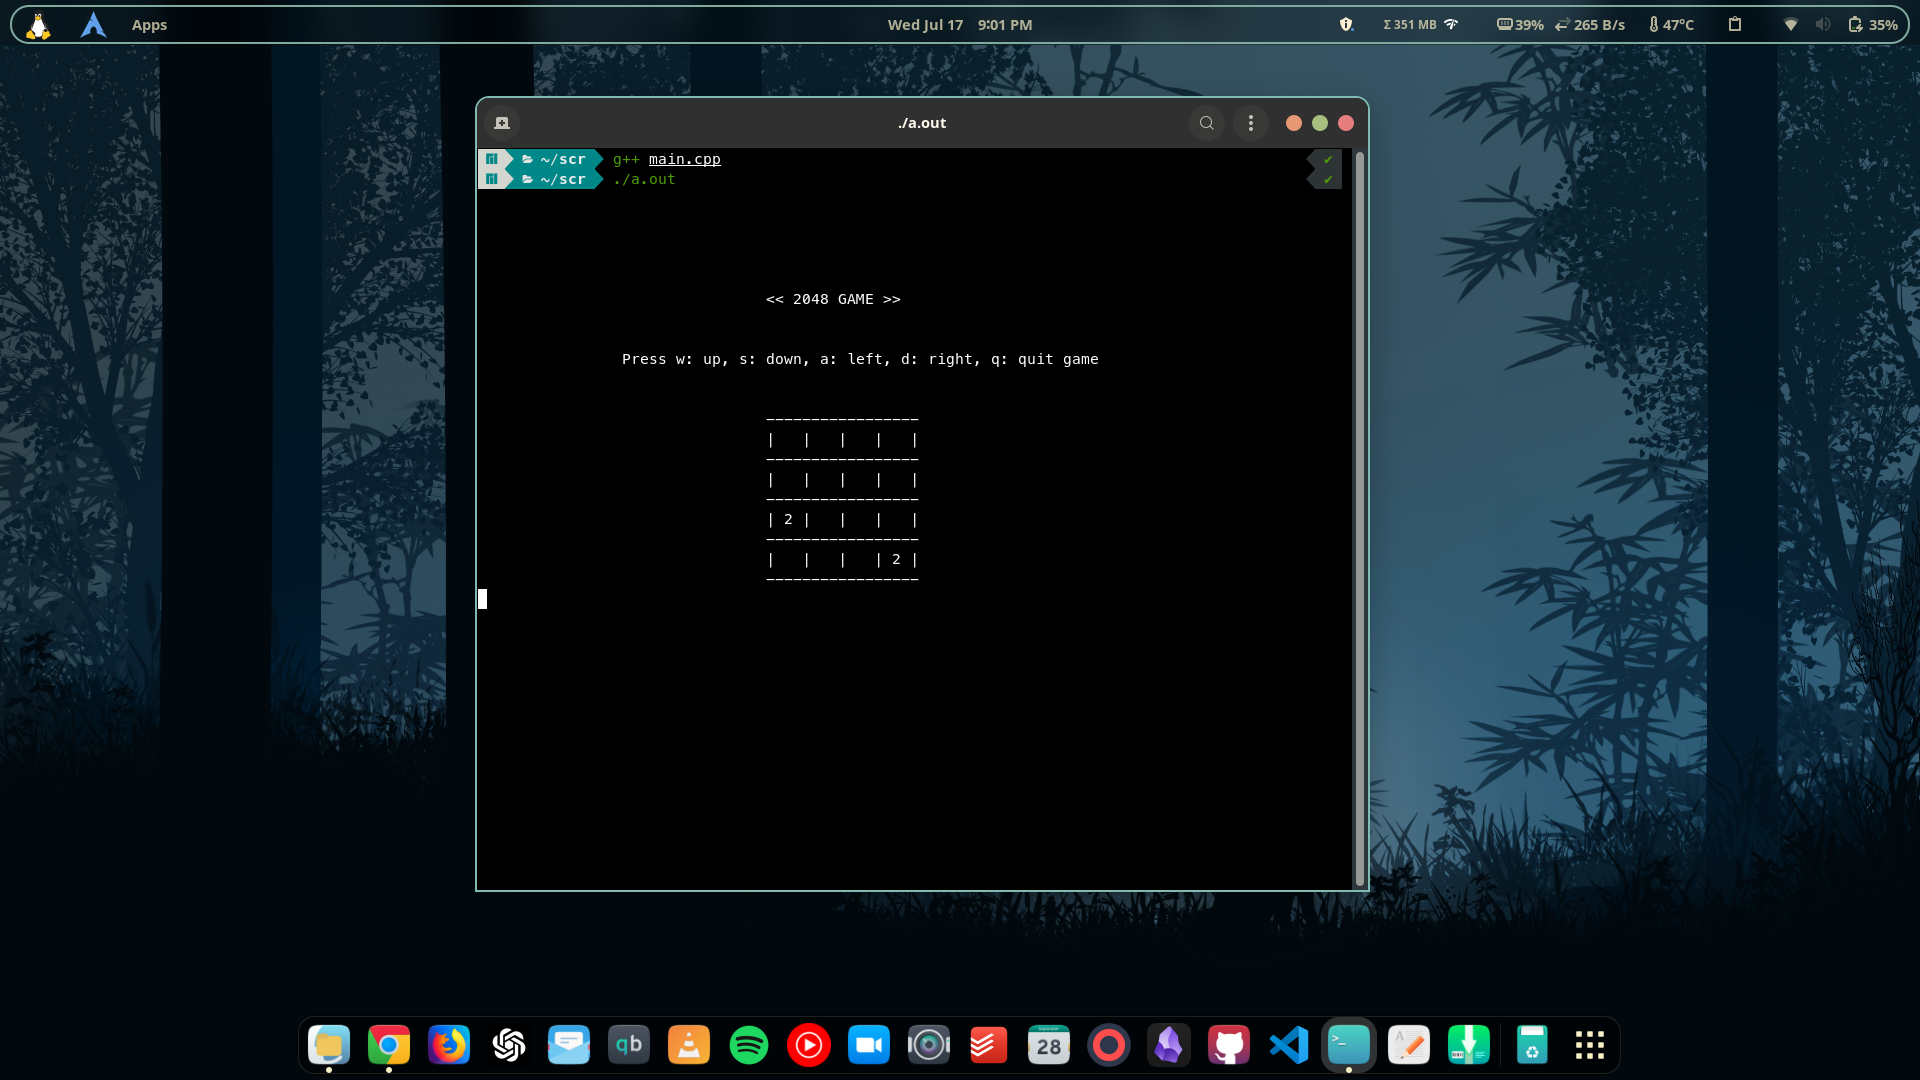 Apps
Wed Jul 17 9:01 PM
Σ 351 MB
39%
265 B/s
47°C
35%
./a.out
~/scr g++ main.cpp ✔
~/scr ./a.out ✔
<< 2048 GAME >>
Press w: up, s: down, a: left, d: right, q: quit game
-----------------
|   |   |   |   |
-----------------
|   |   |   |   |
-----------------
| 2 |   |   |   |
-----------------
|   |   |   | 2 |
-----------------
qb
28
>_